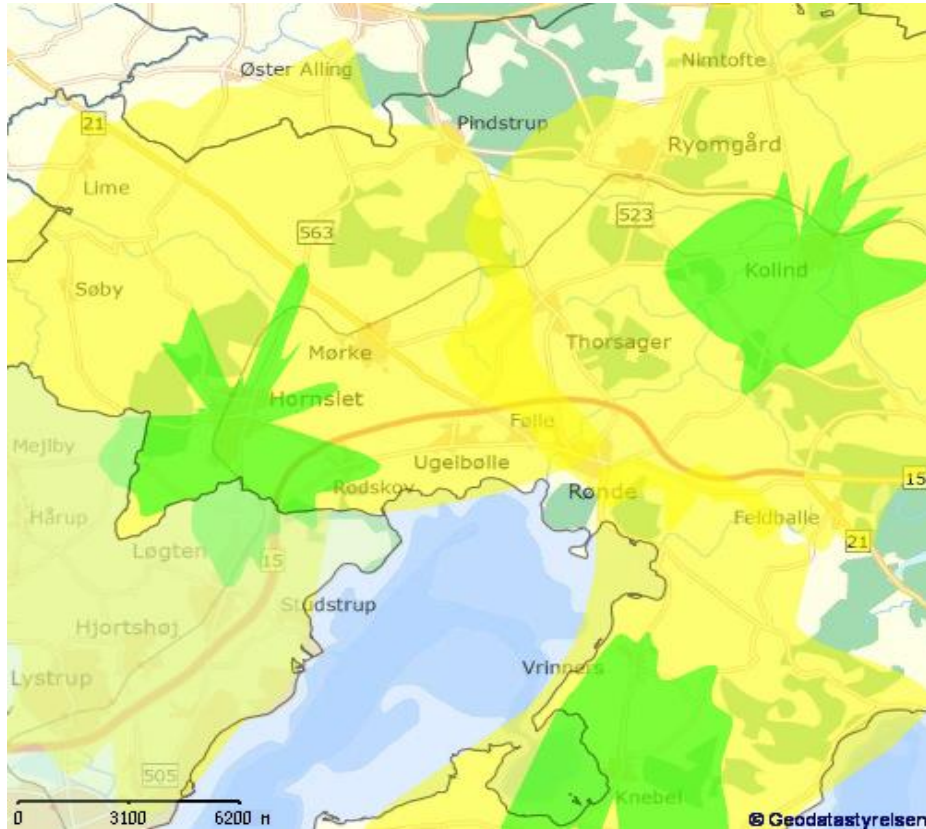 Nimtofte
Øster Alling
21
Pindstrup
Ryomgård
Lime
523
563
Kolind
Søby
Thorsager
Mørke
Hornslet
Følle
Mejlby
Ugelbølle
15
Rodskov
Rønde
Hårup
Feldballe
21
Løgten
15
Studstrup
Hjortshøj
Vrinners
Lystrup
505
Knebel
0 3100 6200 M
© Geodatastyrelsen